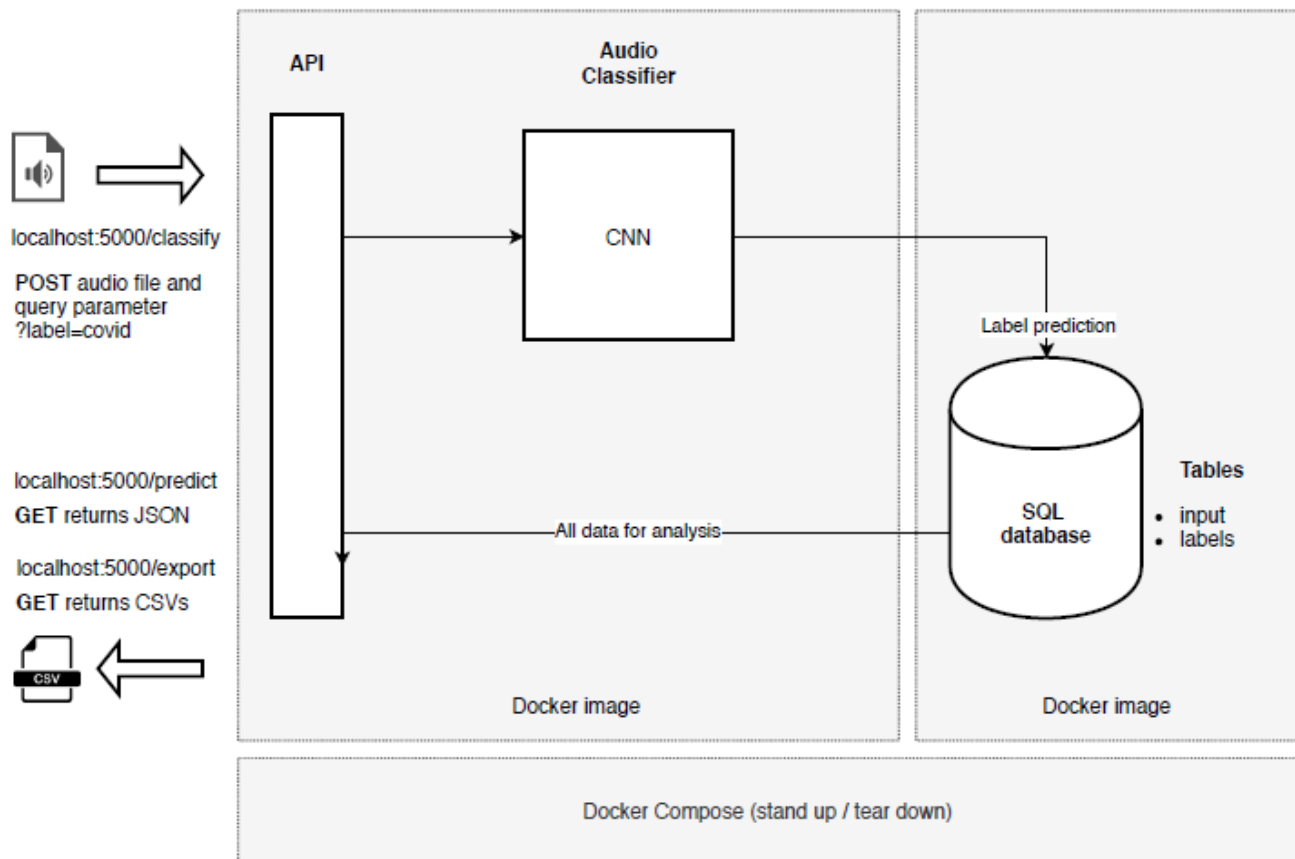 API
Audio
Classifier
localhost:5000/classify
POST audio file and
query parameter
?label=covid
CNN
Label prediction
localhost:5000/predict
GET returns JSON
localhost:5000/export
GET returns CSVs
CSV
All data for analysis
SQL
database
Tables
• input
• labels
Docker image
Docker image
Docker Compose (stand up / tear down)